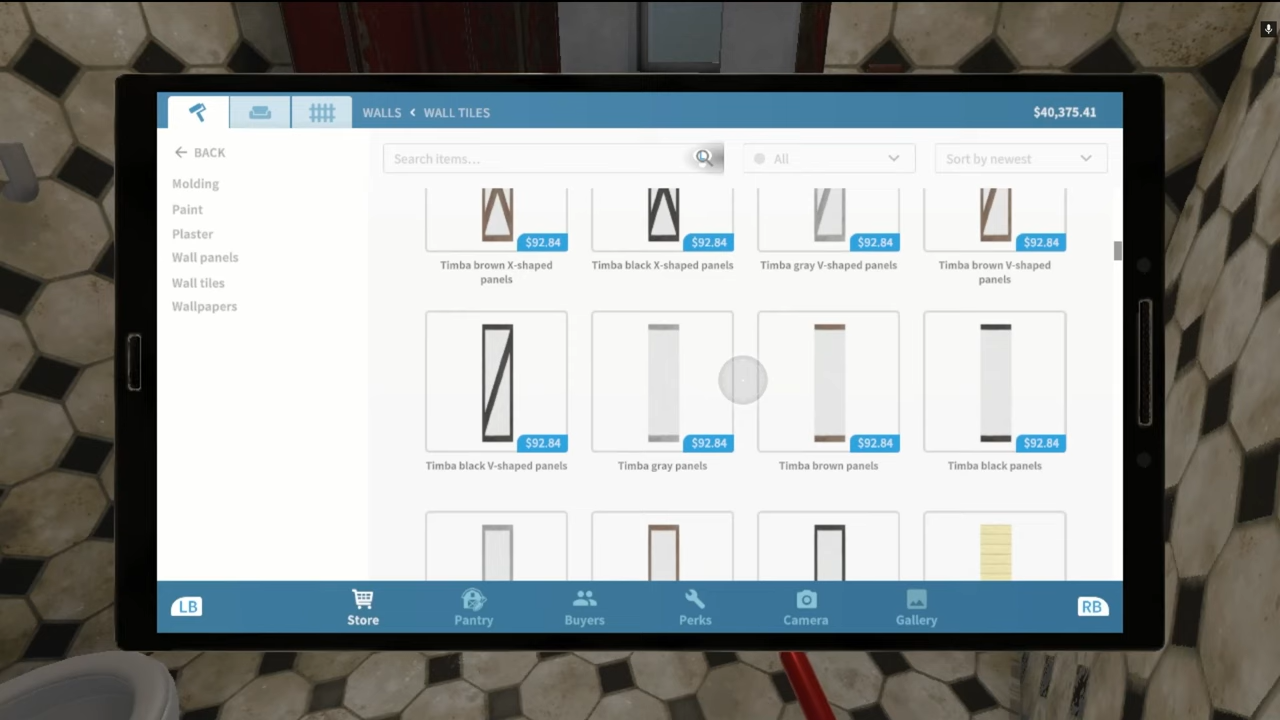 WALLS < WALL TILES
$40,375.41
BACK
Search items...
All
Sort by newest
Molding
Paint
Plaster
Wall panels
Wall tiles
Wallpapers
$92.84
$92.84
$92.84
$92.84
Timba brown X-shaped
panels
Timba black X-shaped panels
Timba gray V-shaped panels
Timba brown V-shaped
panels
$92.84
$92.84
$92.84
$92.84
Timba black V-shaped panels
Timba gray panels
Timba brown panels
Timba black panels
LB
Store
Pantry
Buyers
Perks
Camera
Gallery
RB